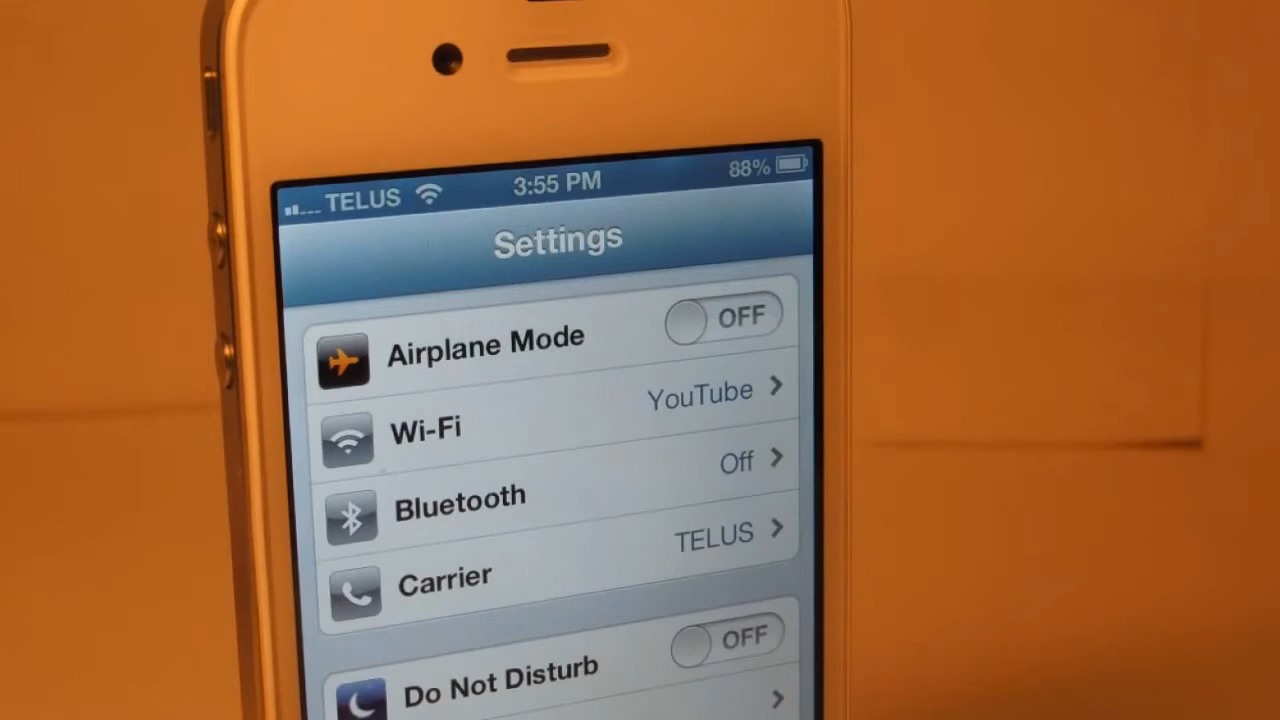 TELUS 3:55 PM 88%
Settings
Airplane Mode OFF
Wi-Fi YouTube
Bluetooth Off
Carrier TELUS
Do Not Disturb OFF